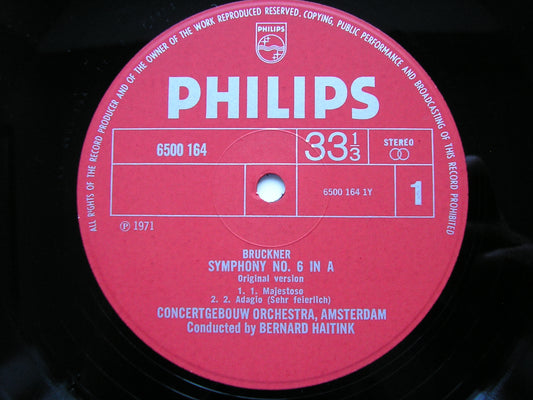 ALL RIGHTS OF THE RECORD PRODUCER AND OF THE OWNER OF THE WORK REPRODUCED RESERVED. COPYING, PUBLIC PERFORMANCE AND BROADCASTING OF THIS RECORD PROHIBITED
PHILIPS
PHILIPS
6500 164
33 1/3
STEREO
6500 164 1Y
1
Ⓟ 1971
BRUCKNER
SYMPHONY NO. 6 IN A
Original version
1. 1. Majestoso
2. 2. Adagio (Sehr feierlich)
CONCERTGEBOUW ORCHESTRA, AMSTERDAM
Conducted by BERNARD HAITINK